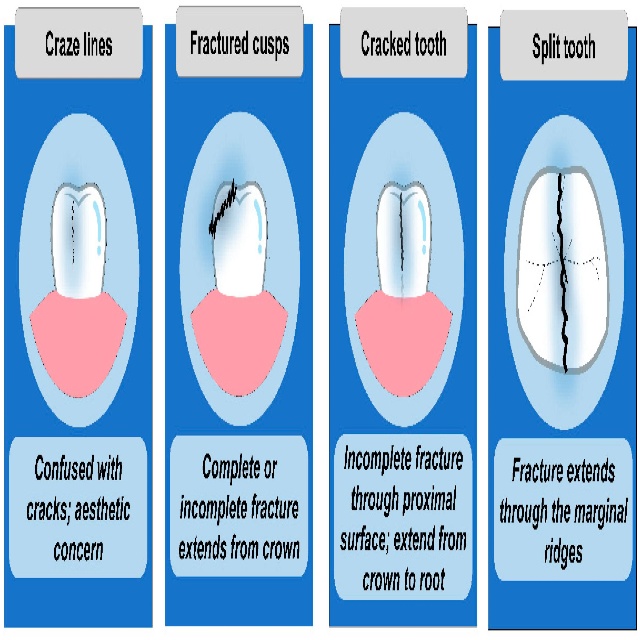 Craze lines
Fractured cusps
Cracked tooth
Split tooth
Confused with
cracks; aesthetic
concern
Complete or
incomplete fracture
extends from crown
Incomplete fracture
through proximal
surface; extend from
crown to root
Fracture extends
through the marginal
ridges